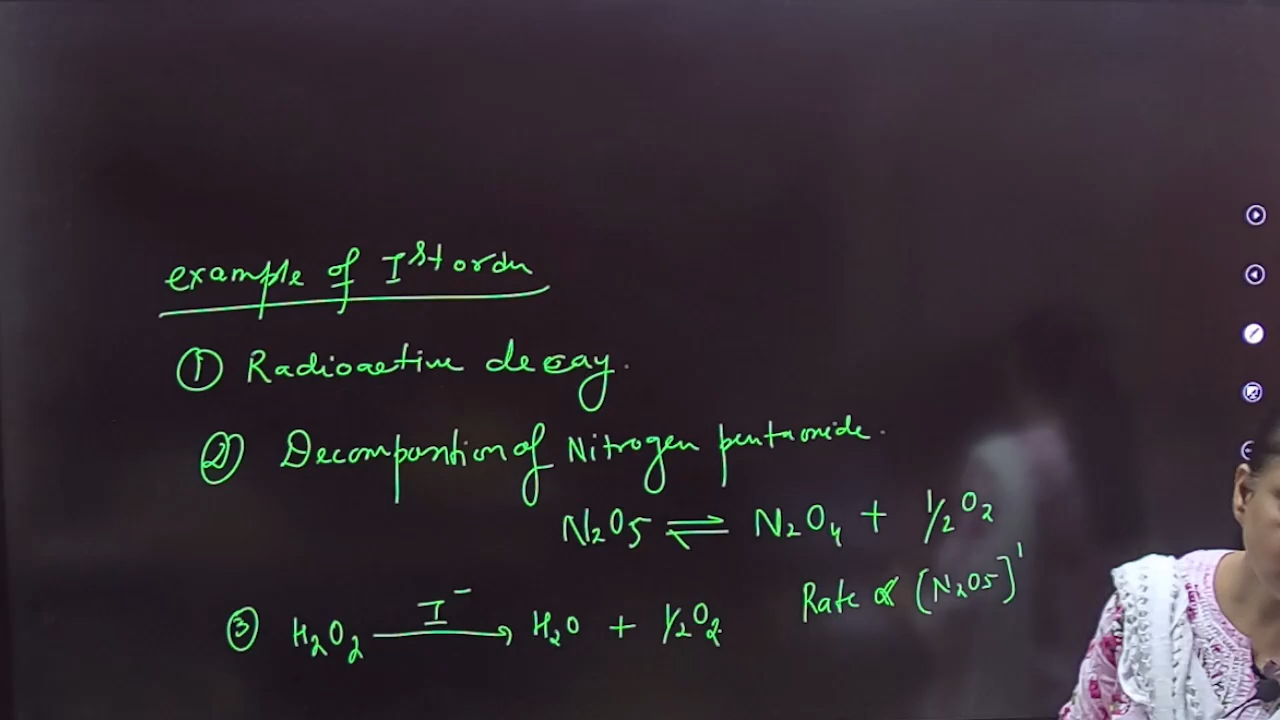 example of Ist order
① Radioactive decay.
② Decomposition of Nitrogen pentaoxide.
N₂O₅ ⇌ N₂O₄ + 1/2 O₂
Rate ∝ (N₂O₅)¹
③ H₂O₂ —I⁻→ H₂O + 1/2 O₂.